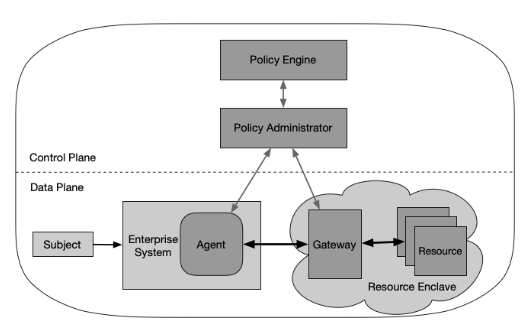 Policy Engine
Policy Administrator
Control Plane
Data Plane
Subject
Enterprise
System
Agent
Gateway
Resource
Resource Enclave